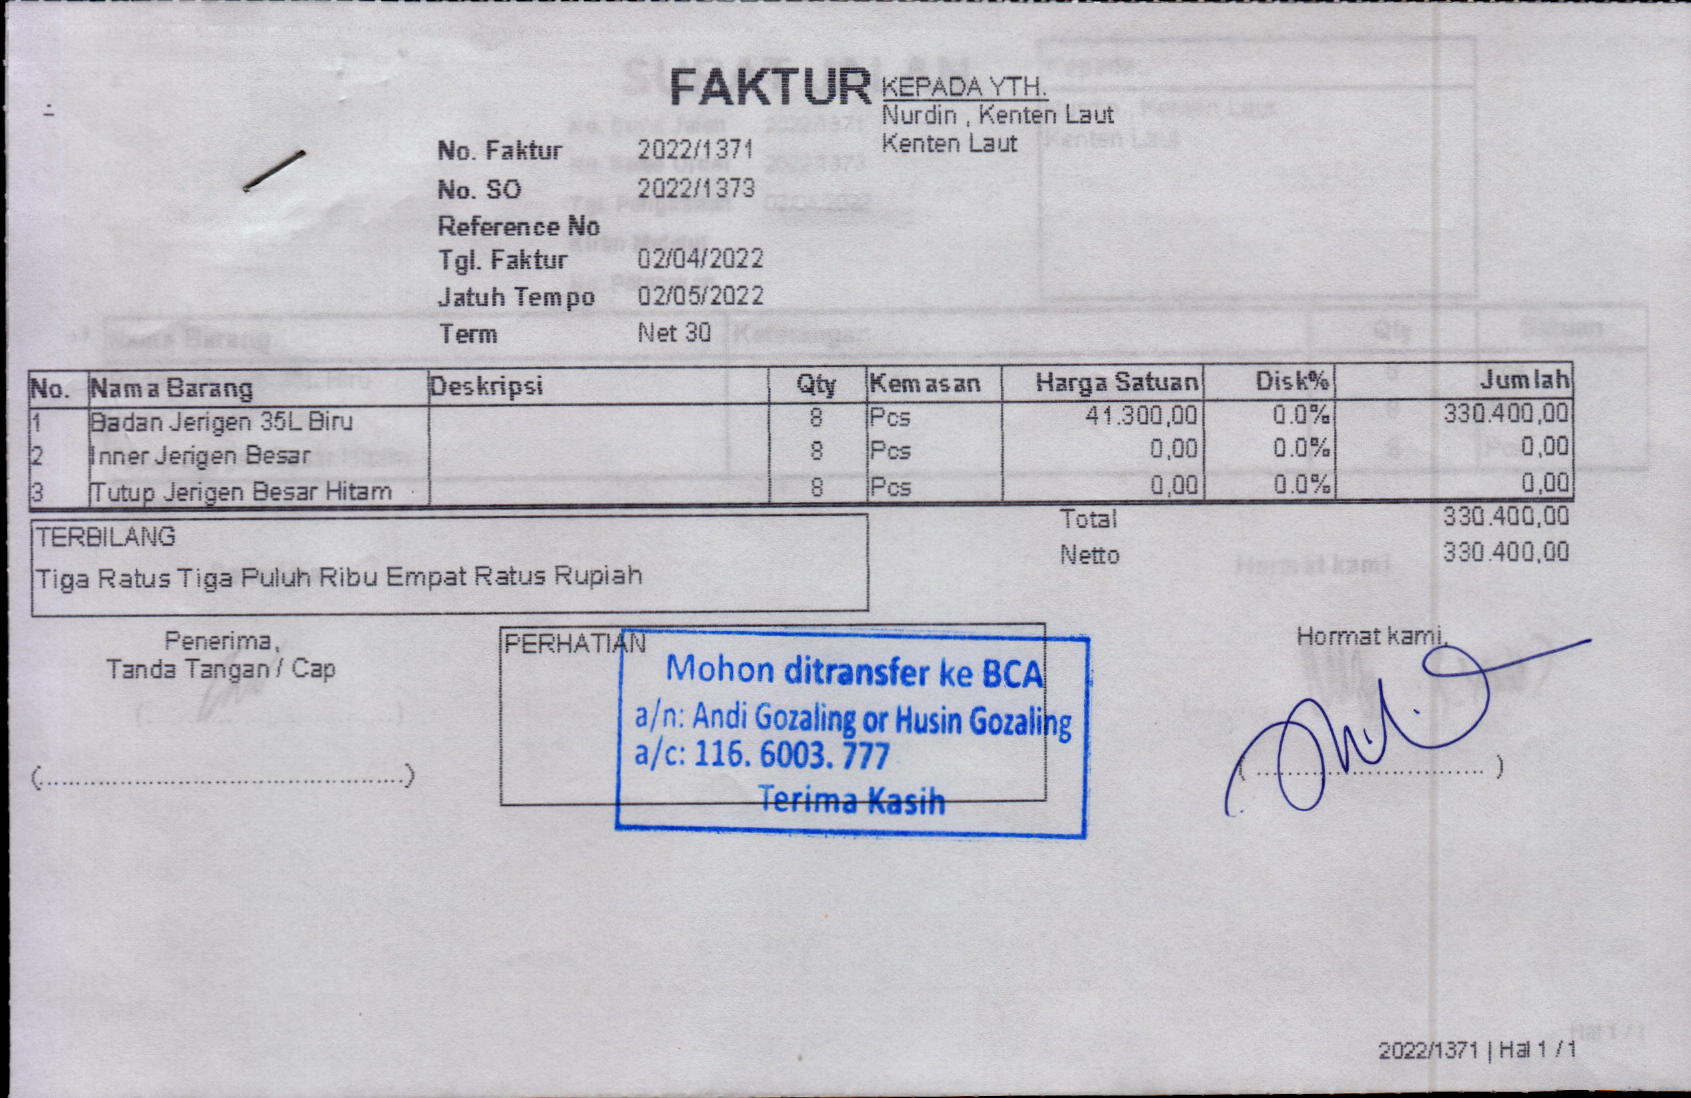 FAKTUR
KEPADA YTH.
Nurdin , Kenten Laut
Kenten Laut
No. Faktur 2022/1371
No. SO 2022/1373
Reference No
Tgl. Faktur 02/04/2022
Jatuh Tempo 02/05/2022
Term Net 30
No. Nama Barang Deskripsi Qty Kemasan Harga Satuan Disk% Jumlah
1 Badan Jerigen 35L Biru 8 Pcs 41.300,00 0.0% 330.400,00
2 Inner Jerigen Besar 8 Pcs 0,00 0.0% 0,00
3 Tutup Jerigen Besar Hitam 8 Pcs 0,00 0.0% 0,00
Total 330.400,00
Netto 330.400,00
TERBILANG
Tiga Ratus Tiga Puluh Ribu Empat Ratus Rupiah
Penerima,
Tanda Tangan / Cap
(................................................)
PERHATIAN
Mohon ditransfer ke BCA
a/n: Andi Gozaling or Husin Gozaling
a/c: 116. 6003. 777
Terima Kasih
Hormat kami,
( .............................. )
2022/1371 | Hal 1 / 1